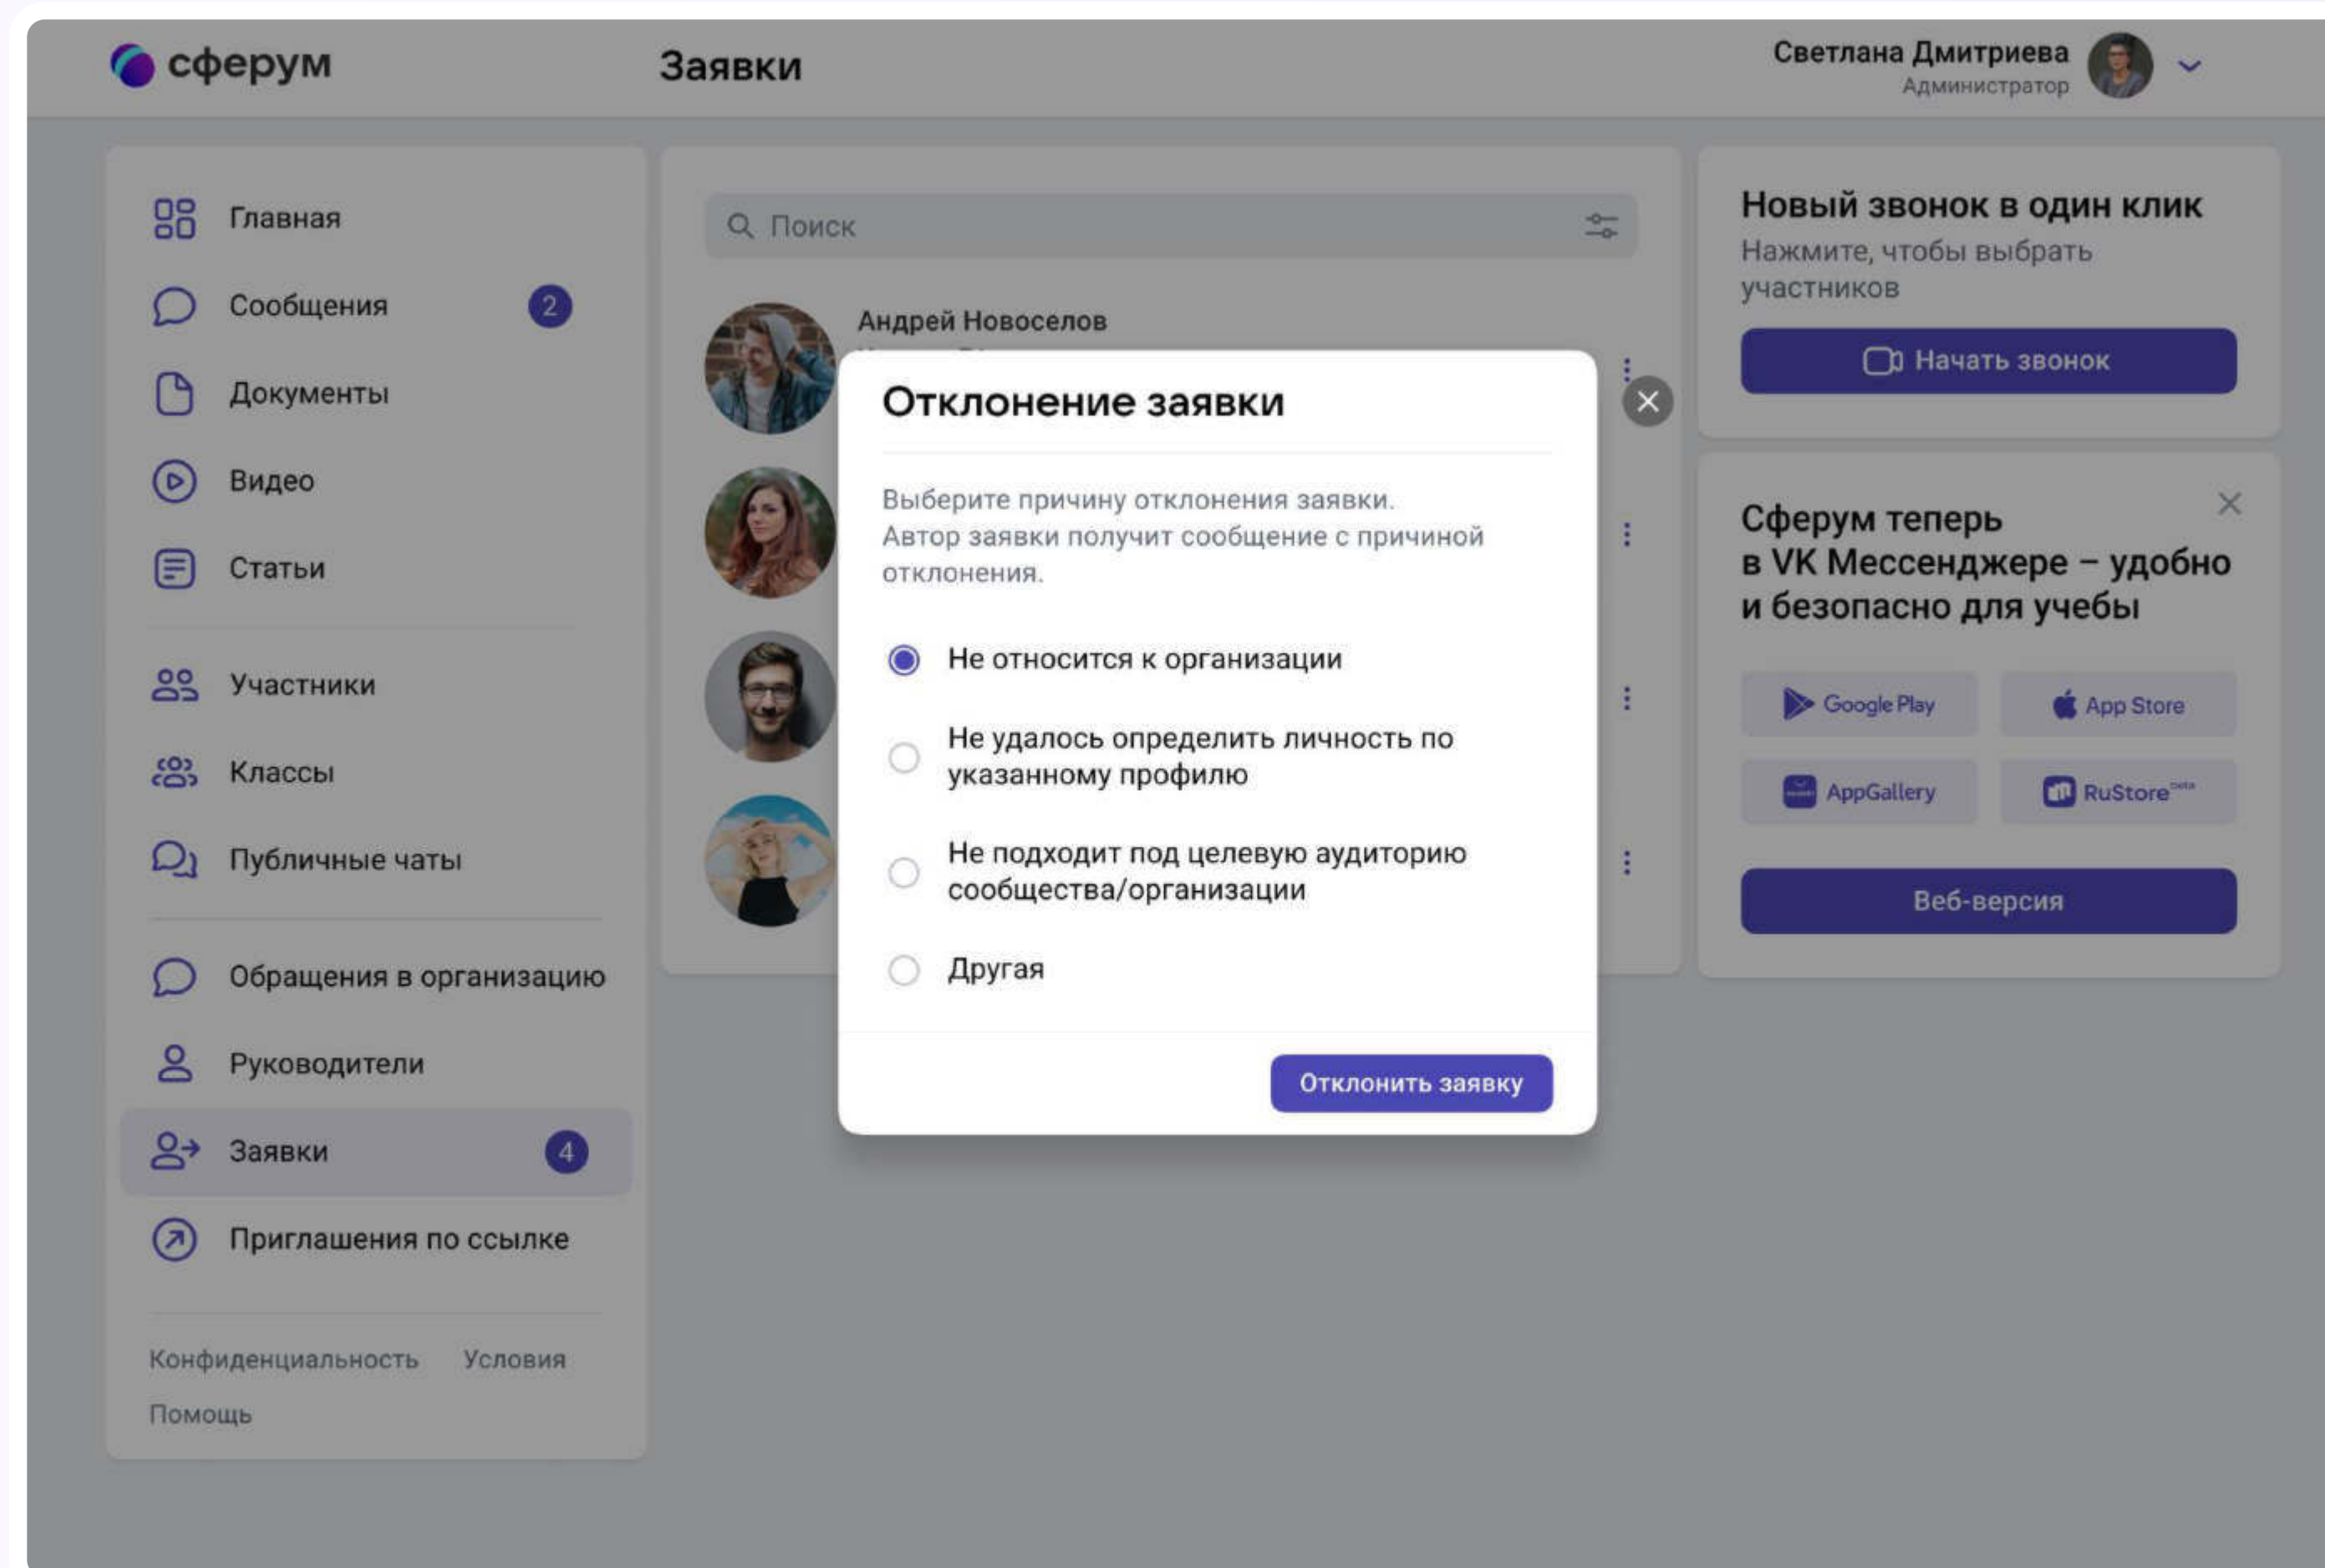 сферум
Заявки
Светлана Дмитриева
Администратор
Главная
Сообщения 2
Документы
Видео
Статьи
Участники
Классы
Публичные чаты
Обращения в организацию
Руководители
Заявки 4
Приглашения по ссылке
Конфиденциальность Условия
Помощь
Поиск
Андрей Новоселов
Отклонение заявки
Выберите причину отклонения заявки.
Автор заявки получит сообщение с причиной
отклонения.
Не относится к организации
Не удалось определить личность по
указанному профилю
Не подходит под целевую аудиторию
сообщества/организации
Другая
Отклонить заявку
Новый звонок в один клик
Нажмите, чтобы выбрать
участников
Начать звонок
Сферум теперь
в VK Мессенджере – удобно
и безопасно для учебы
Google Play App Store
AppGallery RuStore beta
Веб-версия